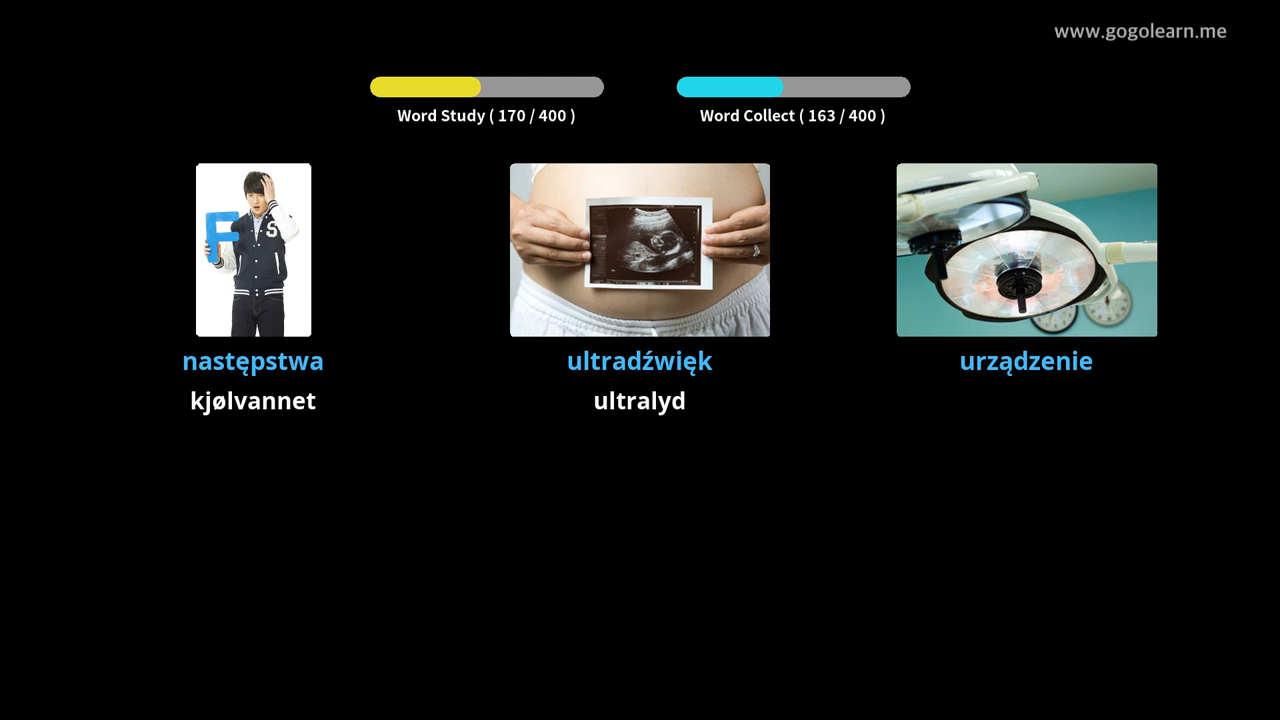 www.gogolearn.me
Word Study ( 170 / 400 )
Word Collect ( 163 / 400 )
F
S
następstwa
ultradźwięk
urządzenie
kjølvannet
ultralyd